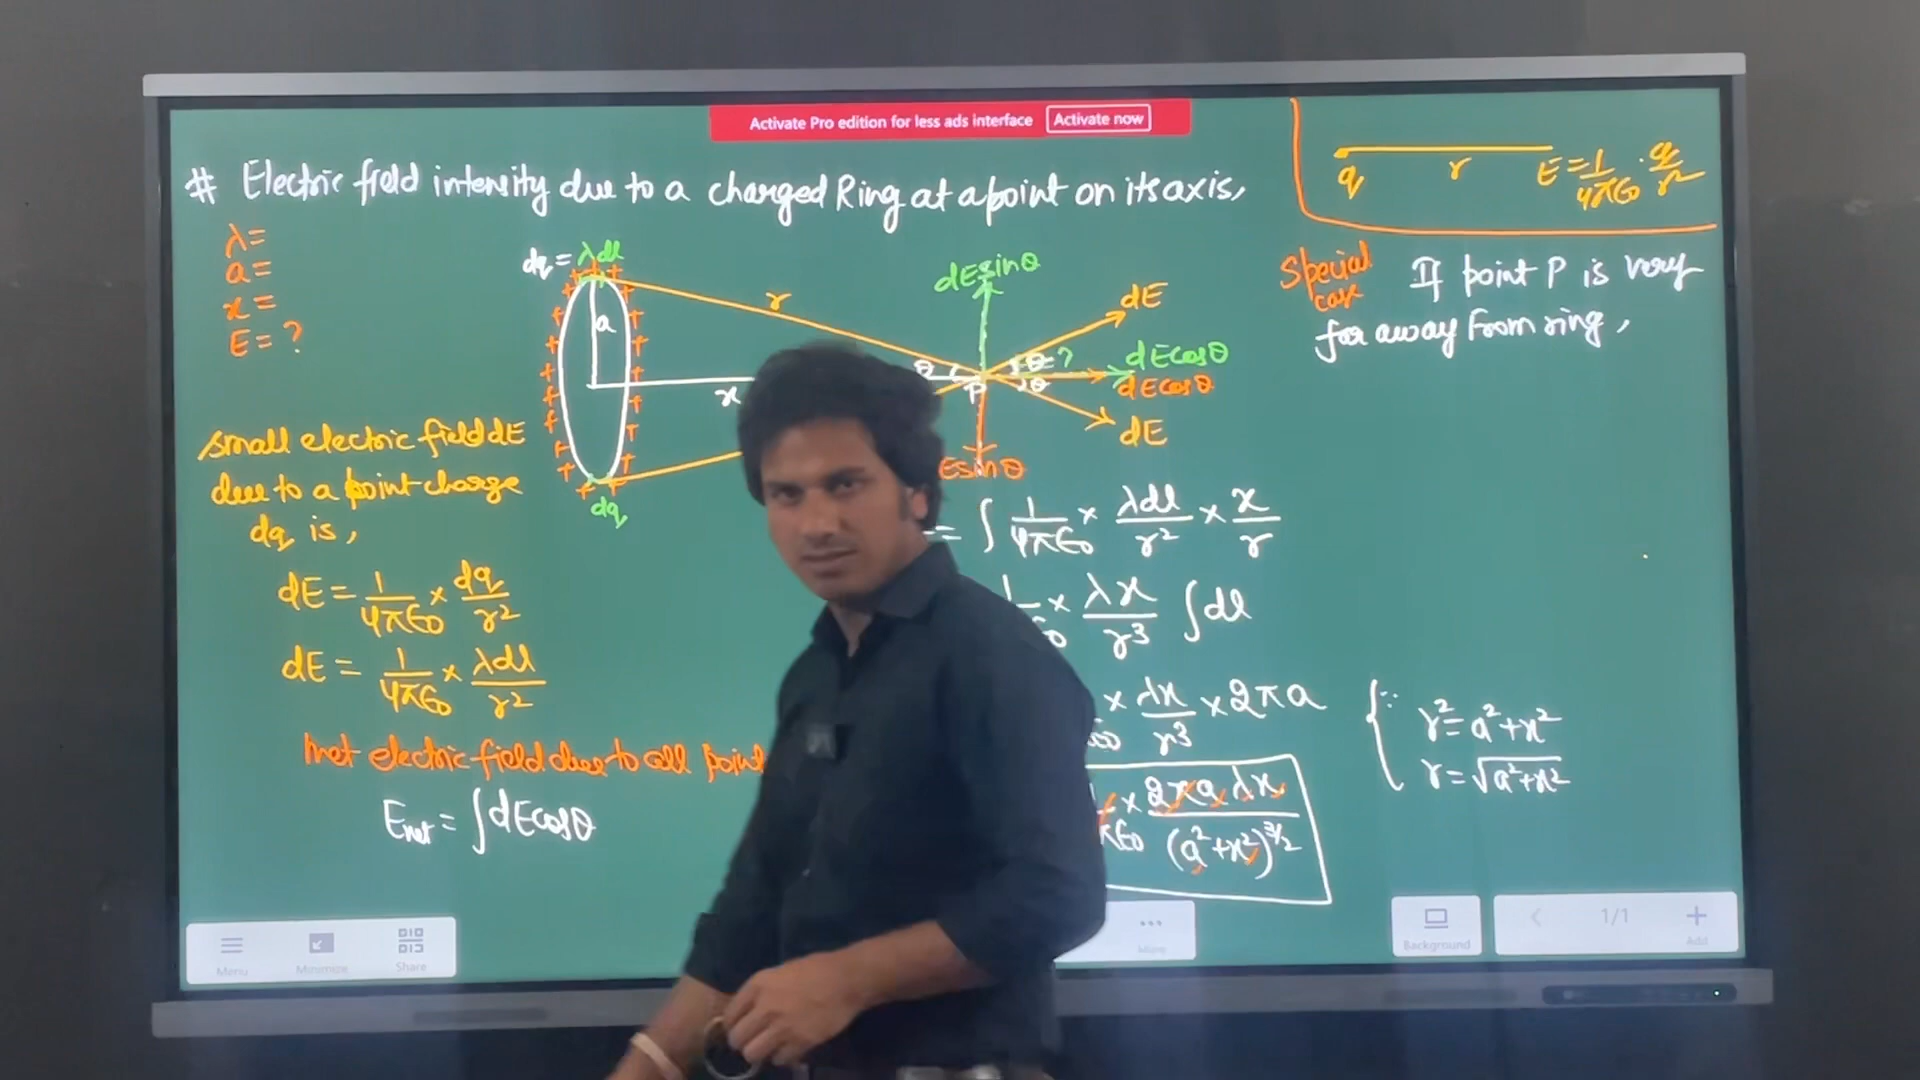 Activate Pro edition for less ads interface Activate now
# Electric field intensity due to a charged Ring at a point on its axis,
λ=
a=
x=
E=?
dq = λdl
a
r
x
θ
P
dEsinθ
dE
θ
E=?
θ
dEcosθ
dEcosθ
dE
Esinθ
dq
small electric field dE
due to a point charge
dq is,
dE = 1/4πϵ0 × dq/r²
dE = 1/4πϵ0 × λdl/r²
net electric field due to all point
Enet = ∫dEcosθ
= ∫ 1/4πϵ0 × λdl/r² × x/r
× λx/r³ ∫dl
× λx/r³ × 2πa
× 2πaλx/(a²+x²)^3/2
{∵ r² = a²+x²
r = √a²+x²
q r E = 1/4πϵ0 · q/r²
Special case If point P is very
far away from ring,
Menu Minimize Share
More
Background
1/1
Add